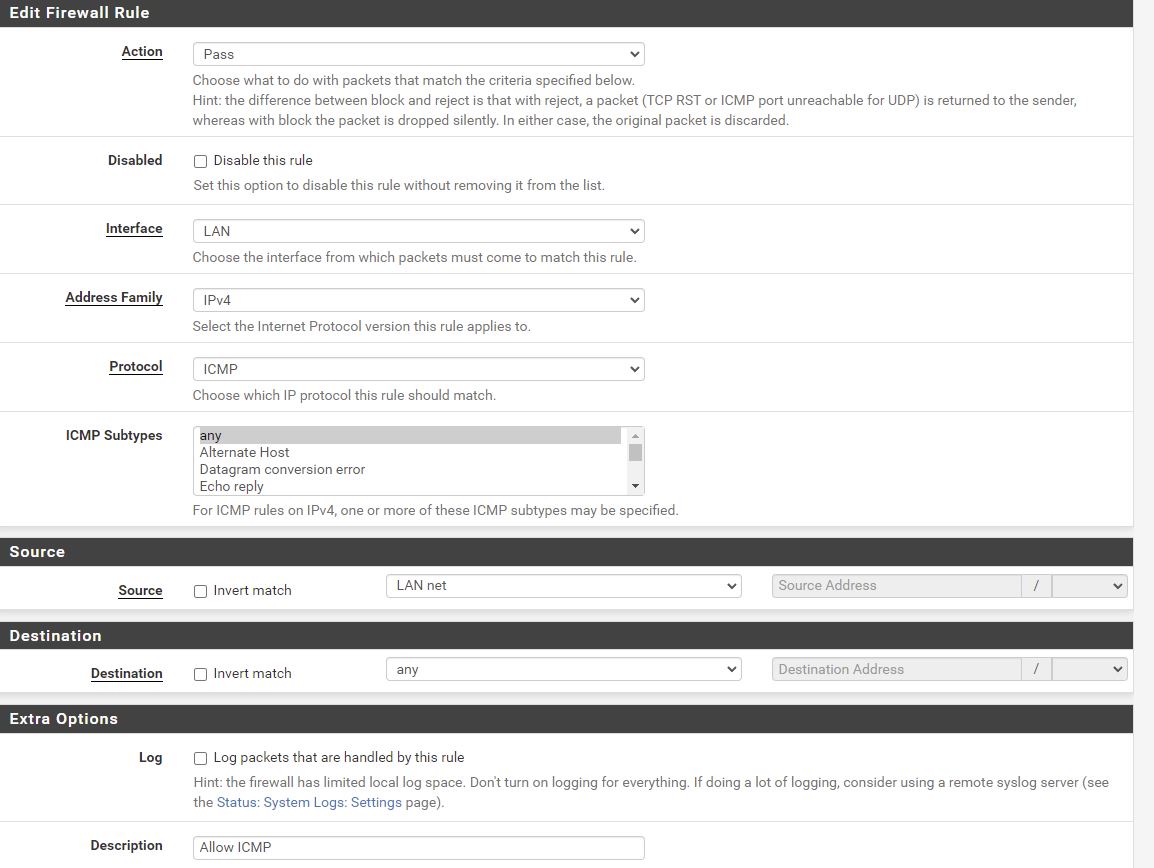 Edit Firewall Rule
Action
Pass
Choose what to do with packets that match the criteria specified below.
Hint: the difference between block and reject is that with reject, a packet (TCP RST or ICMP port unreachable for UDP) is returned to the sender,
whereas with block the packet is dropped silently. In either case, the original packet is discarded.
Disabled
Disable this rule
Set this option to disable this rule without removing it from the list.
Interface
LAN
Choose the interface from which packets must come to match this rule.
Address Family
IPv4
Select the Internet Protocol version this rule applies to.
Protocol
ICMP
Choose which IP protocol this rule should match.
ICMP Subtypes
any
Alternate Host
Datagram conversion error
Echo reply
For ICMP rules on IPv4, one or more of these ICMP subtypes may be specified.
Source
Source
Invert match
LAN net
Source Address
/
Destination
Destination
Invert match
any
Destination Address
/
Extra Options
Log
Log packets that are handled by this rule
Hint: the firewall has limited local log space. Don't turn on logging for everything. If doing a lot of logging, consider using a remote syslog server (see
the Status: System Logs: Settings page).
Description
Allow ICMP